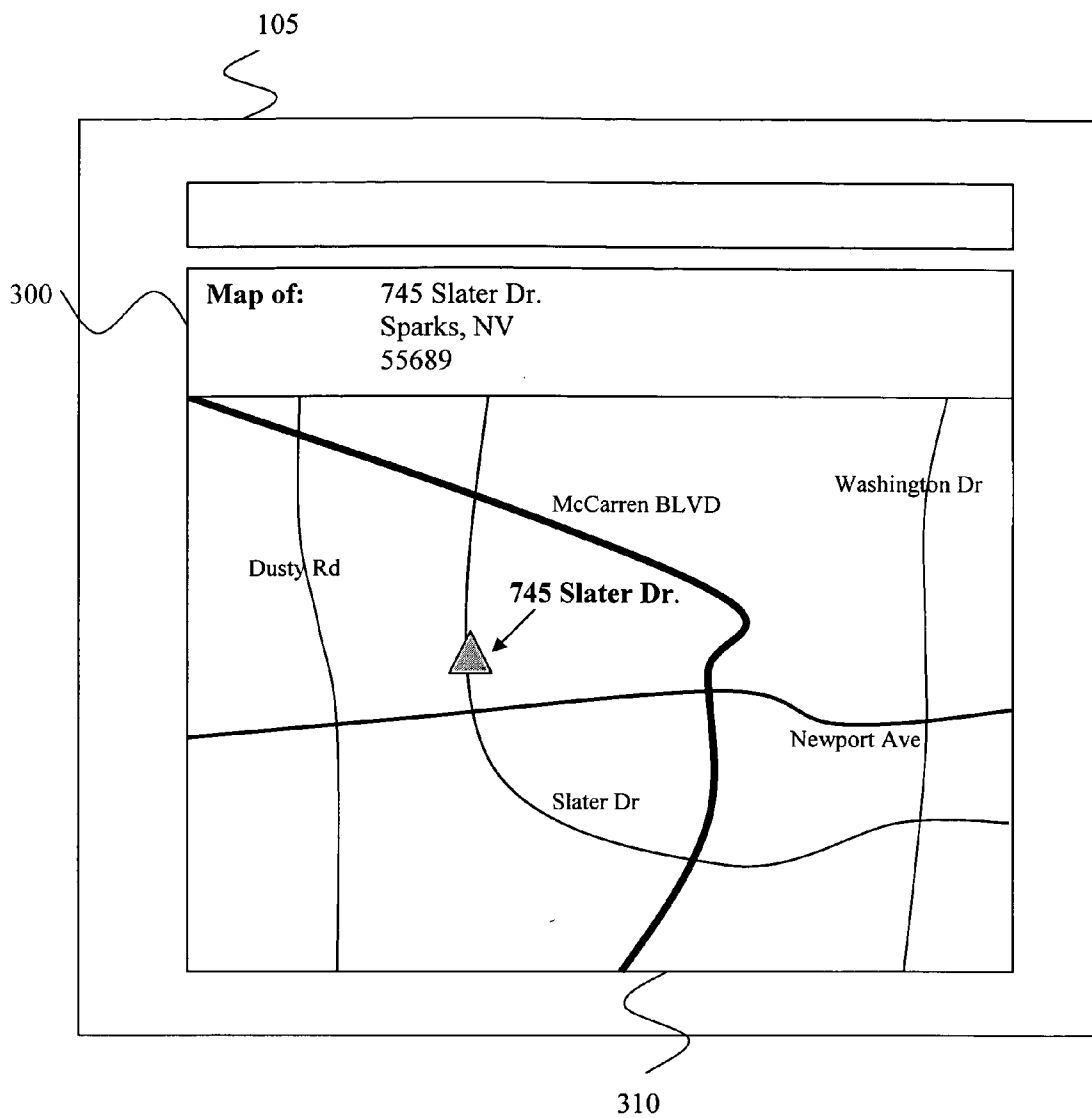 105
300
Map of: 745 Slater Dr.
Sparks, NV
55689
Washington Dr
McCarren BLVD
Dusty Rd
745 Slater Dr.
Newport Ave
Slater Dr
310